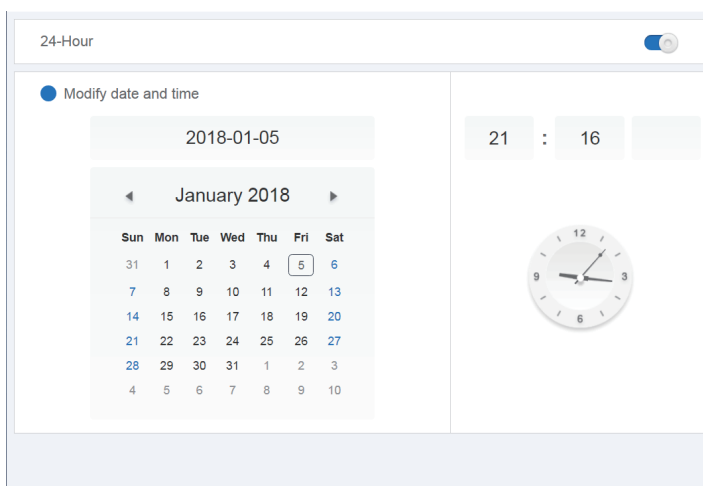 24-Hour
Modify date and time
2018-01-05
January 2018
Sun Mon Tue Wed Thu Fri Sat
31 1 2 3 4 5 6
7 8 9 10 11 12 13
14 15 16 17 18 19 20
21 22 23 24 25 26 27
28 29 30 31 1 2 3
4 5 6 7 8 9 10
21 : 16
12
9 3
6